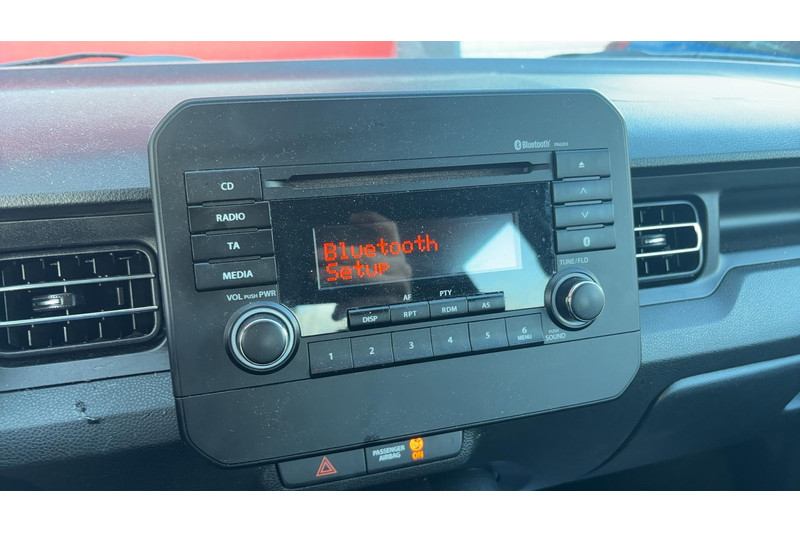 Bluetooth
CD
RADIO
TA
MEDIA
Bluetooth
Setup
TUNE/FLD
VOL PUSH PWR
AF PTY
DISP RPT RDM AS
1 2 3 4 5 6
MENU
PUSH
SOUND
PASSENGER
AIRBAG
ON